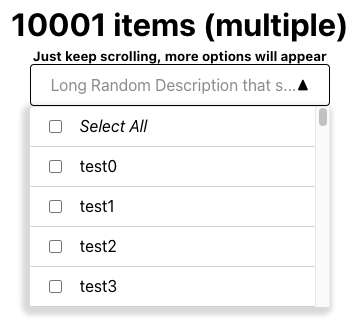 10001 items (multiple)
Just keep scrolling, more options will appear
Long Random Description that s...
Select All
test0
test1
test2
test3